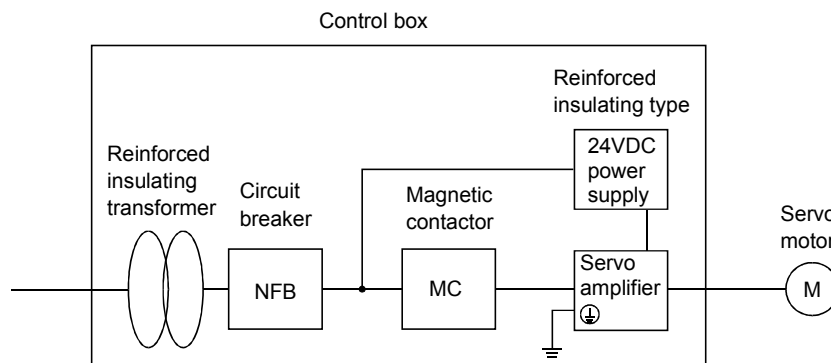 Control box
Reinforced
insulating type
24VDC
power
supply
Reinforced
insulating
transformer
Circuit
breaker
Magnetic
contactor
Servo
motor
NFB
MC
Servo
amplifier
M